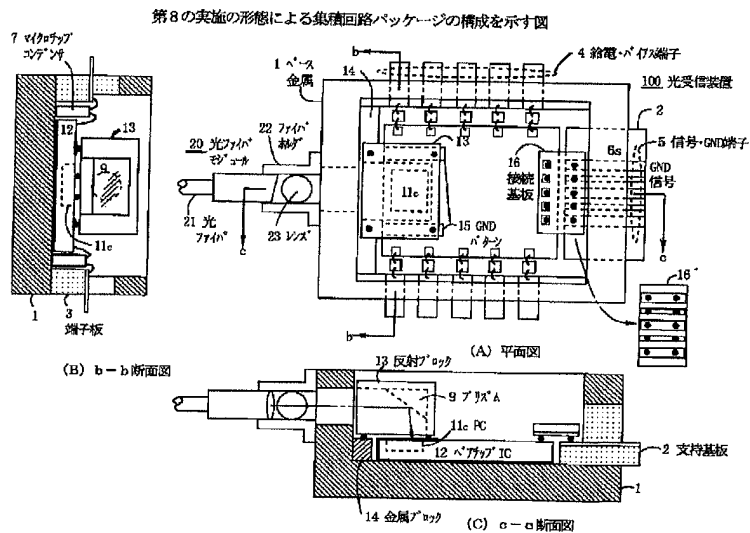 第8の実施の形態による集積回路パッケージの構成を示す図
7 マイクロチップ
コンデンサ
12
13
9
11c
1
3
端子板
(B) b-b断面図
b
1 ベース
金属
14
4 給電・バイアス端子
100 光受信装置
2
13
16
接続
基板
6s
5 信号・GND端子
GND
信号
20 光ファイバ
モジュール
22 ファイバ
ホルダ
11c
21 光
ファイバ
23 レンズ
15 GND
パターン
c
c
b
(A) 平面図
16
13 反射ブロック
9 プリズム
11c PC
12 ベアチップIC
2 支持基板
1
14 金属ブロック
(C) c-c断面図